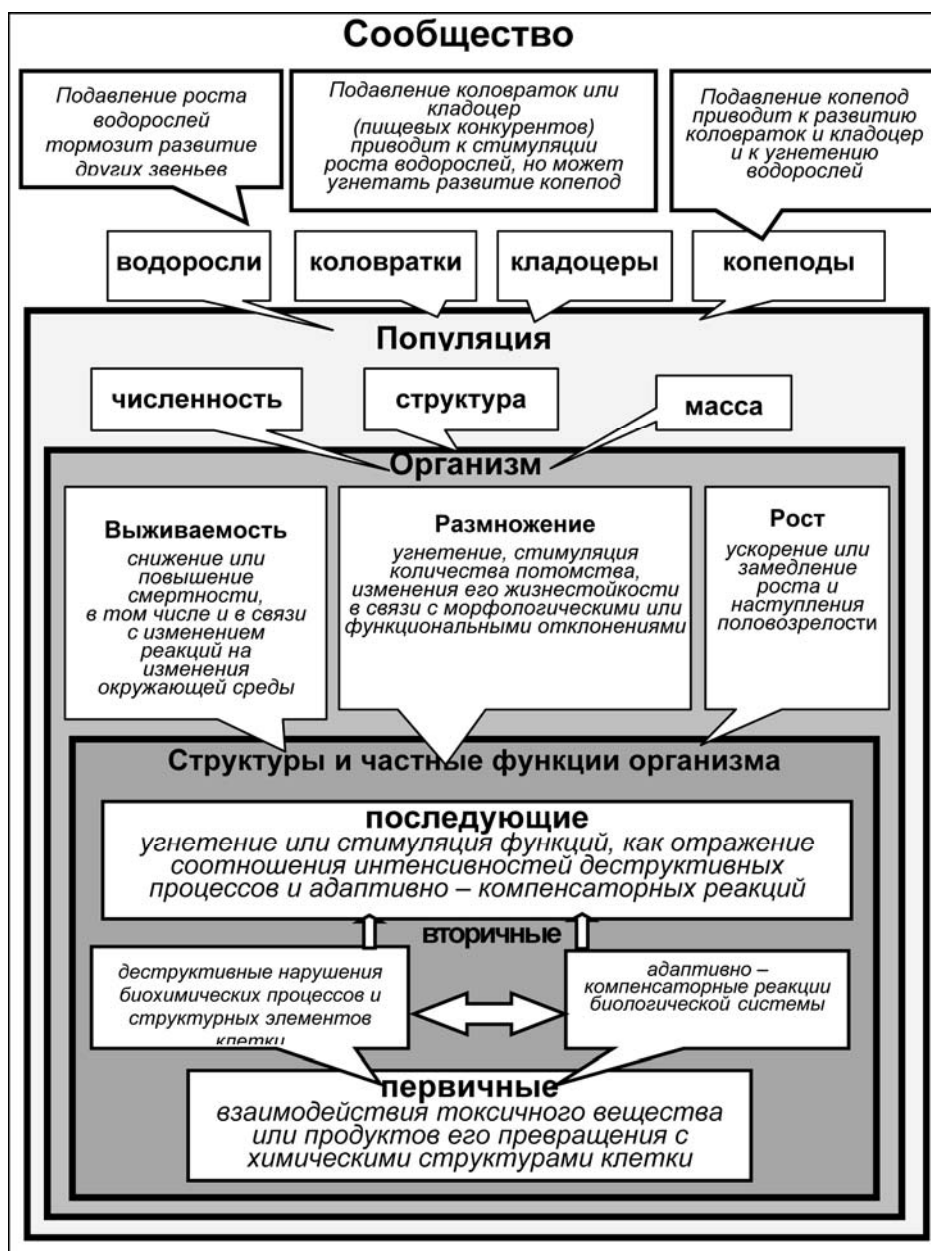 Сообщество
Подавление роста
водорослей
тормозит развитие
других звеньев
Подавление коловраток или
кладоцер
(пищевых конкурентов)
приводит к стимуляции
роста водорослей, но может
угнетать развитие копепод
Подавление копепод
приводит к развитию
коловраток и кладоцер
и к угнетению
водорослей
водоросли
коловратки
кладоцеры
копеподы
Популяция
численность
структура
масса
Организм
Выживаемость
снижение или
повышение
смертности,
в том числе и в связи
с изменением
реакций на
изменения
окружающей среды
Размножение
угнетение, стимуляция
количества потомства,
изменения его жизнестойкости
в связи с морфологическими или
функциональными отклонениями
Рост
ускорение или
замедление
роста и
наступления
половозрелости
Структуры и частные функции организма
последующие
угнетение или стимуляция функций, как отражение
соотношения интенсивностей деструктивных
процессов и адаптивно – компенсаторных реакций
вторичные
деструктивные нарушения
биохимических процессов и
структурных элементов
клетки
адаптивно –
компенсаторные реакции
биологической системы
первичные
взаимодействия токсичного вещества
или продуктов его превращения с
химическими структурами клетки